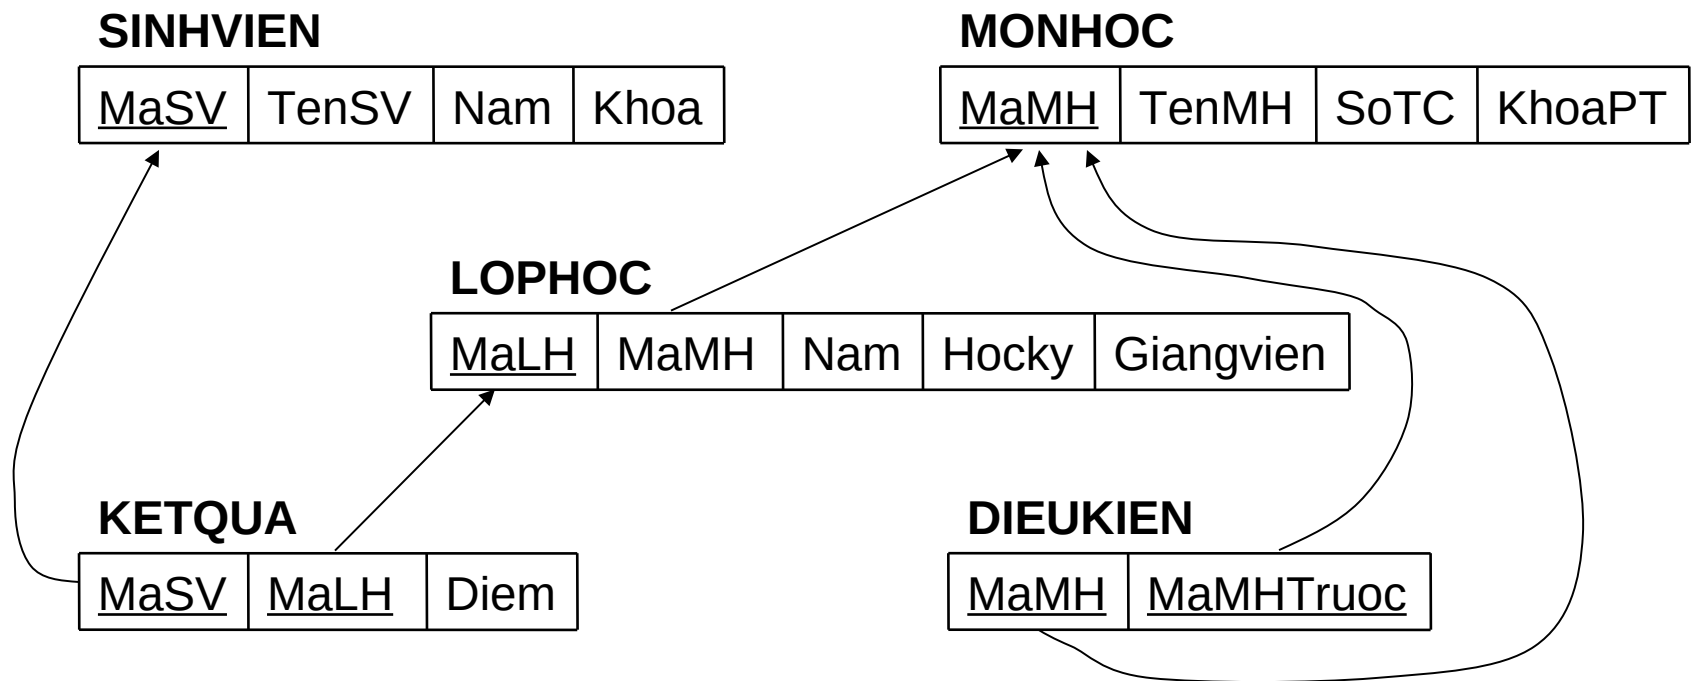 SINHVIEN
MaSV TenSV Nam Khoa
MONHOC
MaMH TenMH SoTC KhoaPT
LOPHOC
MaLH MaMH Nam Hocky Giangvien
KETQUA
MaSV MaLH Diem
DIEUKIEN
MaMH MaMHTruoc